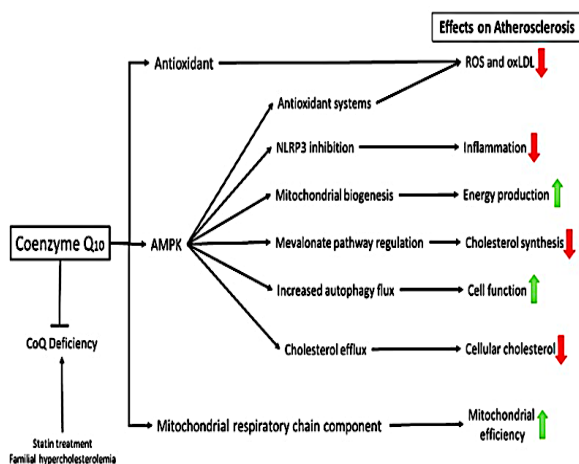 Effects on Atherosclerosis
Antioxidant
ROS and oxLDL
Antioxidant systems
NLRP3 inhibition
Inflammation
Mitochondrial biogenesis
Energy production
Coenzyme Q10
AMPK
Mevalonate pathway regulation
Cholesterol synthesis
Increased autophagy flux
Cell function
CoQ Deficiency
Cholesterol efflux
Cellular cholesterol
Mitochondrial respiratory chain component
Mitochondrial
efficiency
Statin treatment
Familial hypercholesterolemia